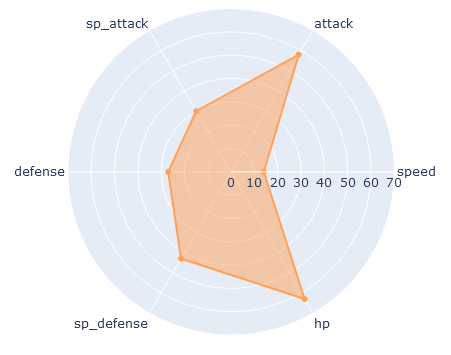 sp_attack
attack
defense
speed
0 10 20 30 40 50 60 70
sp_defense
hp